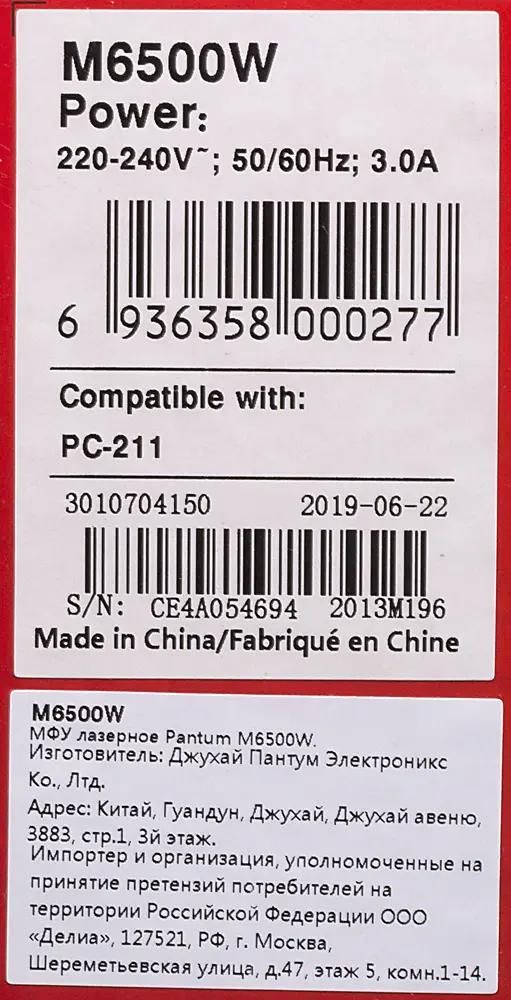 M6500W
Power:
220-240V~; 50/60Hz; 3.0A
6 936358 000277
Compatible with:
PC-211
3010704150 2019-06-22
S/N: CE4A054694 2013M196
Made in China/Fabriqué en Chine
M6500W
МФУ лазерное Pantum M6500W.
Изготовитель: Джухай Пантум Электроникс
Ко., Лтд.
Адрес: Китай, Гуандун, Джухай, Джухай авеню,
3883, стр.1, 3й этаж.
Импортер и организация, уполномоченные на
принятие претензий потребителей на
территории Российской Федерации ООО
«Делиа», 127521, РФ, г. Москва,
Шереметьевская улица, д.47, этаж 5, комн.1-14.